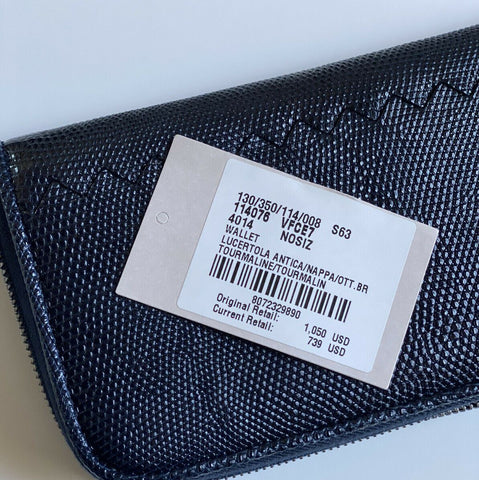 130/350/114/008 S63
114076 VFCE7
4014 NOSIZ
WALLET
LUCERTOLA ANTICA/NAPPA/OTT.BR
TOURMALINE/TOURMALIN
8072329890
Original Retail: 1,050 USD
Current Retail: 739 USD